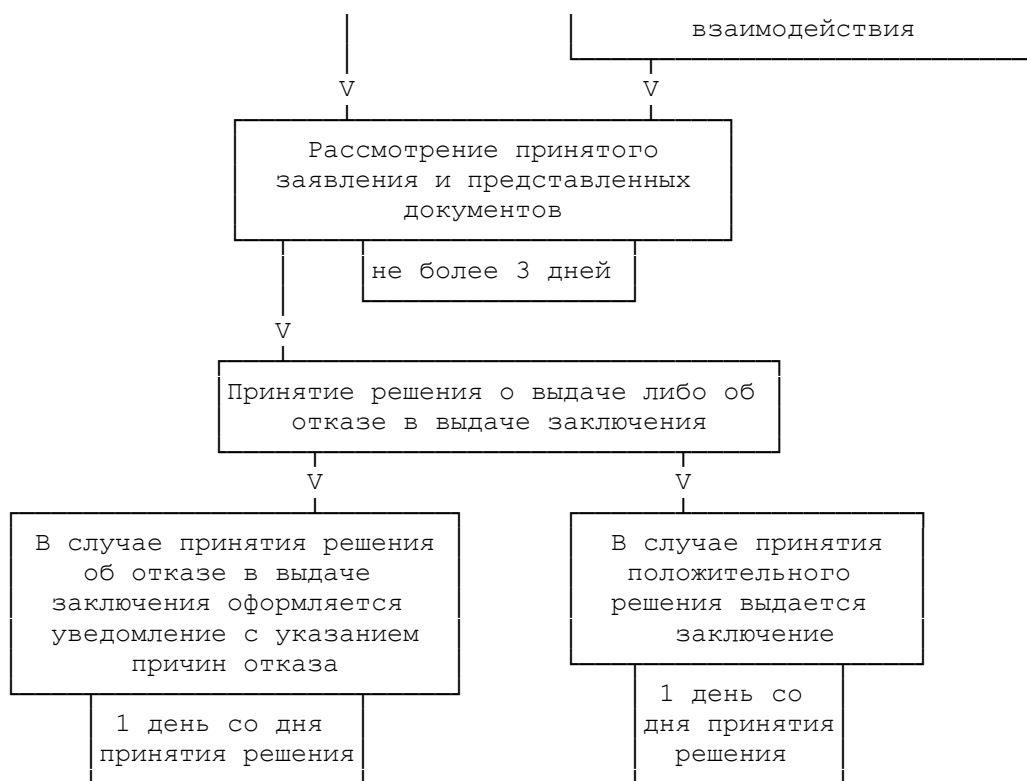 взаимодействия
V
V
Рассмотрение принятого
заявления и представленных
документов
не более 3 дней
V
Принятие решения о выдаче либо об
отказе в выдаче заключения
V
V
В случае принятия решения
об отказе в выдаче
заключения оформляется
уведомление с указанием
причин отказа
1 день со дня
принятия решения
В случае принятия
положительного
решения выдается
заключение
1 день со
дня принятия
решения